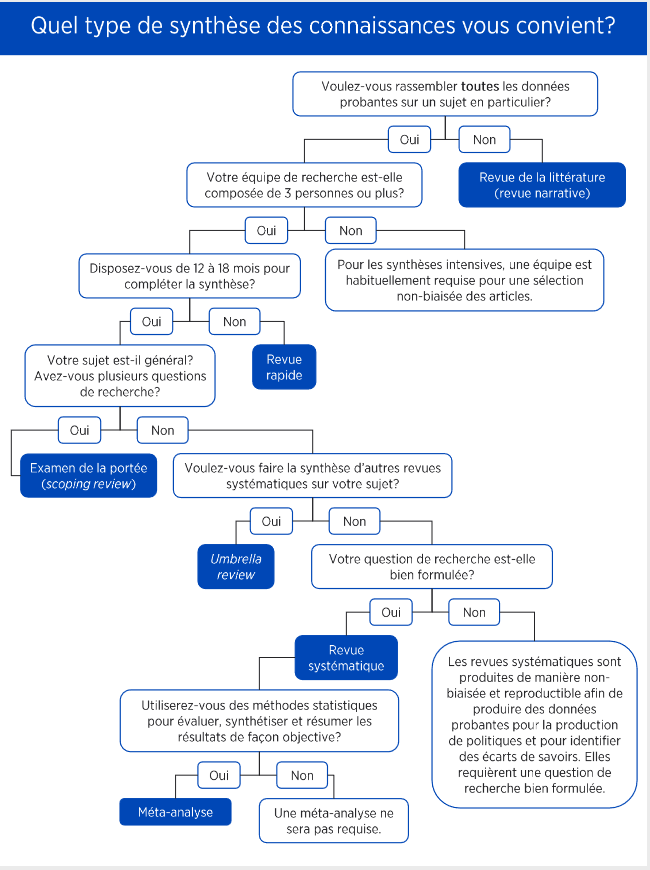 Quel type de synthèse des connaissances vous convient?
Voulez-vous rassembler toutes les données
probantes sur un sujet en particulier?
Oui
Non
Revue de la littérature
(revue narrative)
Votre équipe de recherche est-elle
composée de 3 personnes ou plus?
Oui
Non
Pour les synthèses intensives, une équipe est
habituellement requise pour une sélection
non-biaisée des articles.
Disposez-vous de 12 à 18 mois pour
compléter la synthèse?
Oui
Non
Revue
rapide
Votre sujet est-il général?
Avez-vous plusieurs questions
de recherche?
Oui
Non
Examen de la portée
(scoping review)
Voulez-vous faire la synthèse d'autres revues
systématiques sur votre sujet?
Oui
Non
Umbrella
review
Votre question de recherche est-elle
bien formulée?
Oui
Non
Revue
systématique
Les revues systématiques sont
produites de manière non-
biaisée et reproductible afin de
produire des données
probantes pour la production
de politiques et pour identifier
des écarts de savoirs. Elles
requièrent une question de
recherche bien formulée.
Utiliserez-vous des méthodes statistiques
pour évaluer, synthétiser et résumer les
résultats de façon objective?
Oui
Non
Méta-analyse
Une méta-analyse ne
sera pas requise.